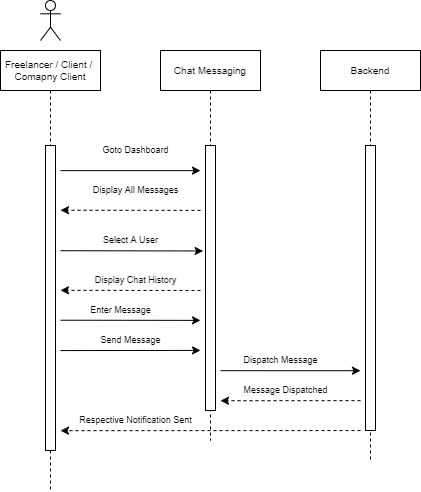 Freelancer / Client /
Comapny Client
Chat Messaging
Backend
Goto Dashboard
Display All Messages
Select A User
Display Chat History
Enter Message
Send Message
Dispatch Message
Message Dispatched
Respective Notification Sent